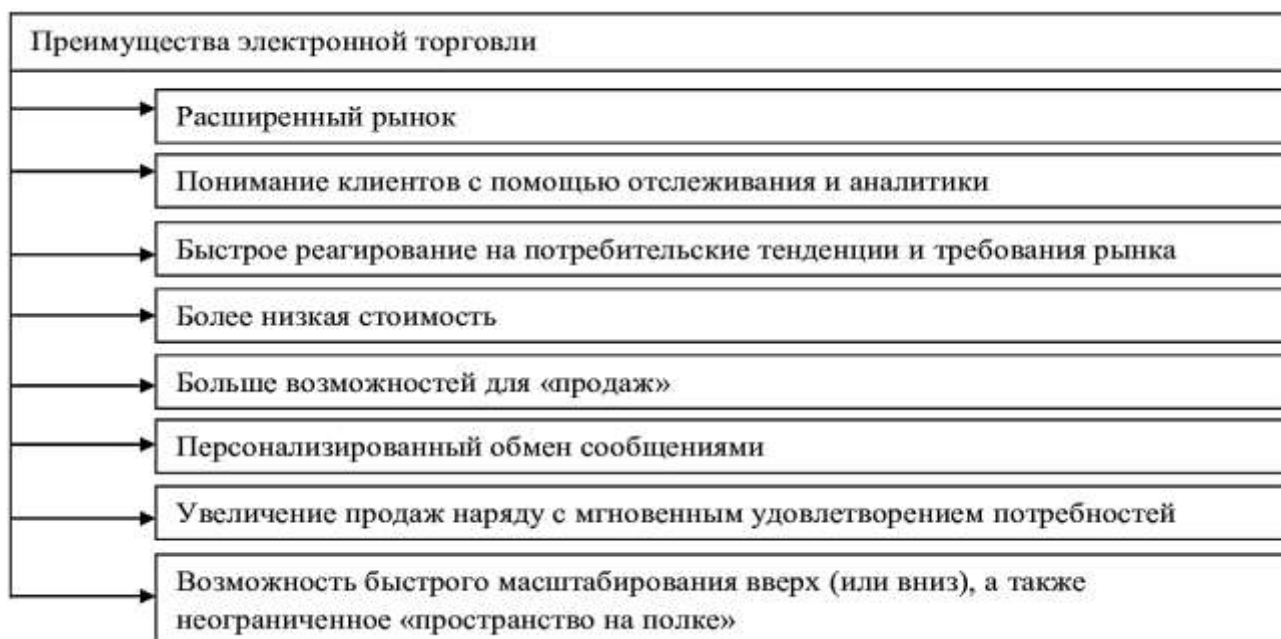 Преимущества электронной торговли
Расширенный рынок
Понимание клиентов с помощью отслеживания и аналитики
Быстрое реагирование на потребительские тенденции и требования рынка
Более низкая стоимость
Больше возможностей для «продаж»
Персонализированный обмен сообщениями
Увеличение продаж наряду с мгновенным удовлетворением потребностей
Возможность быстрого масштабирования вверх (или вниз), а также
неограниченное «пространство на полке»